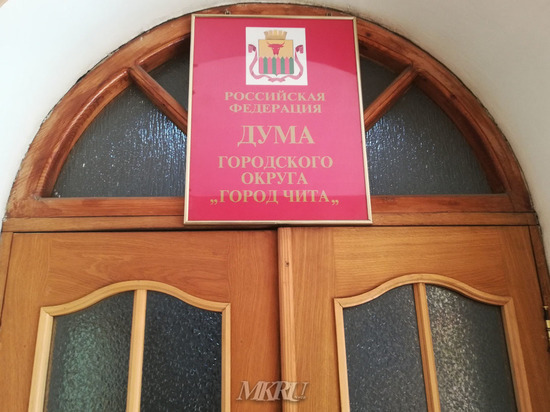 РОССИЙСКАЯ
ФЕДЕРАЦИЯ
ДУМА
ГОРОДСКОГО
ОКРУГА
„ГОРОД ЧИТА„
MKRU